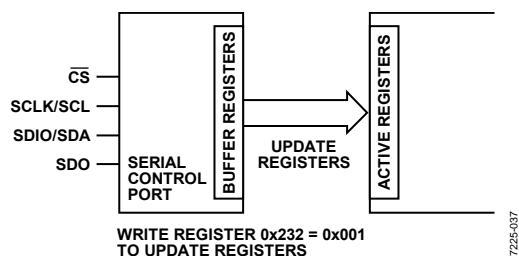 CS
SCLK/SCL
SDIO/SDA
SDO
SERIAL
CONTROL
PORT
BUFFER REGISTERS
UPDATE
REGISTERS
ACTIVE REGISTERS
WRITE REGISTER 0x232 = 0x001
TO UPDATE REGISTERS
7225-037